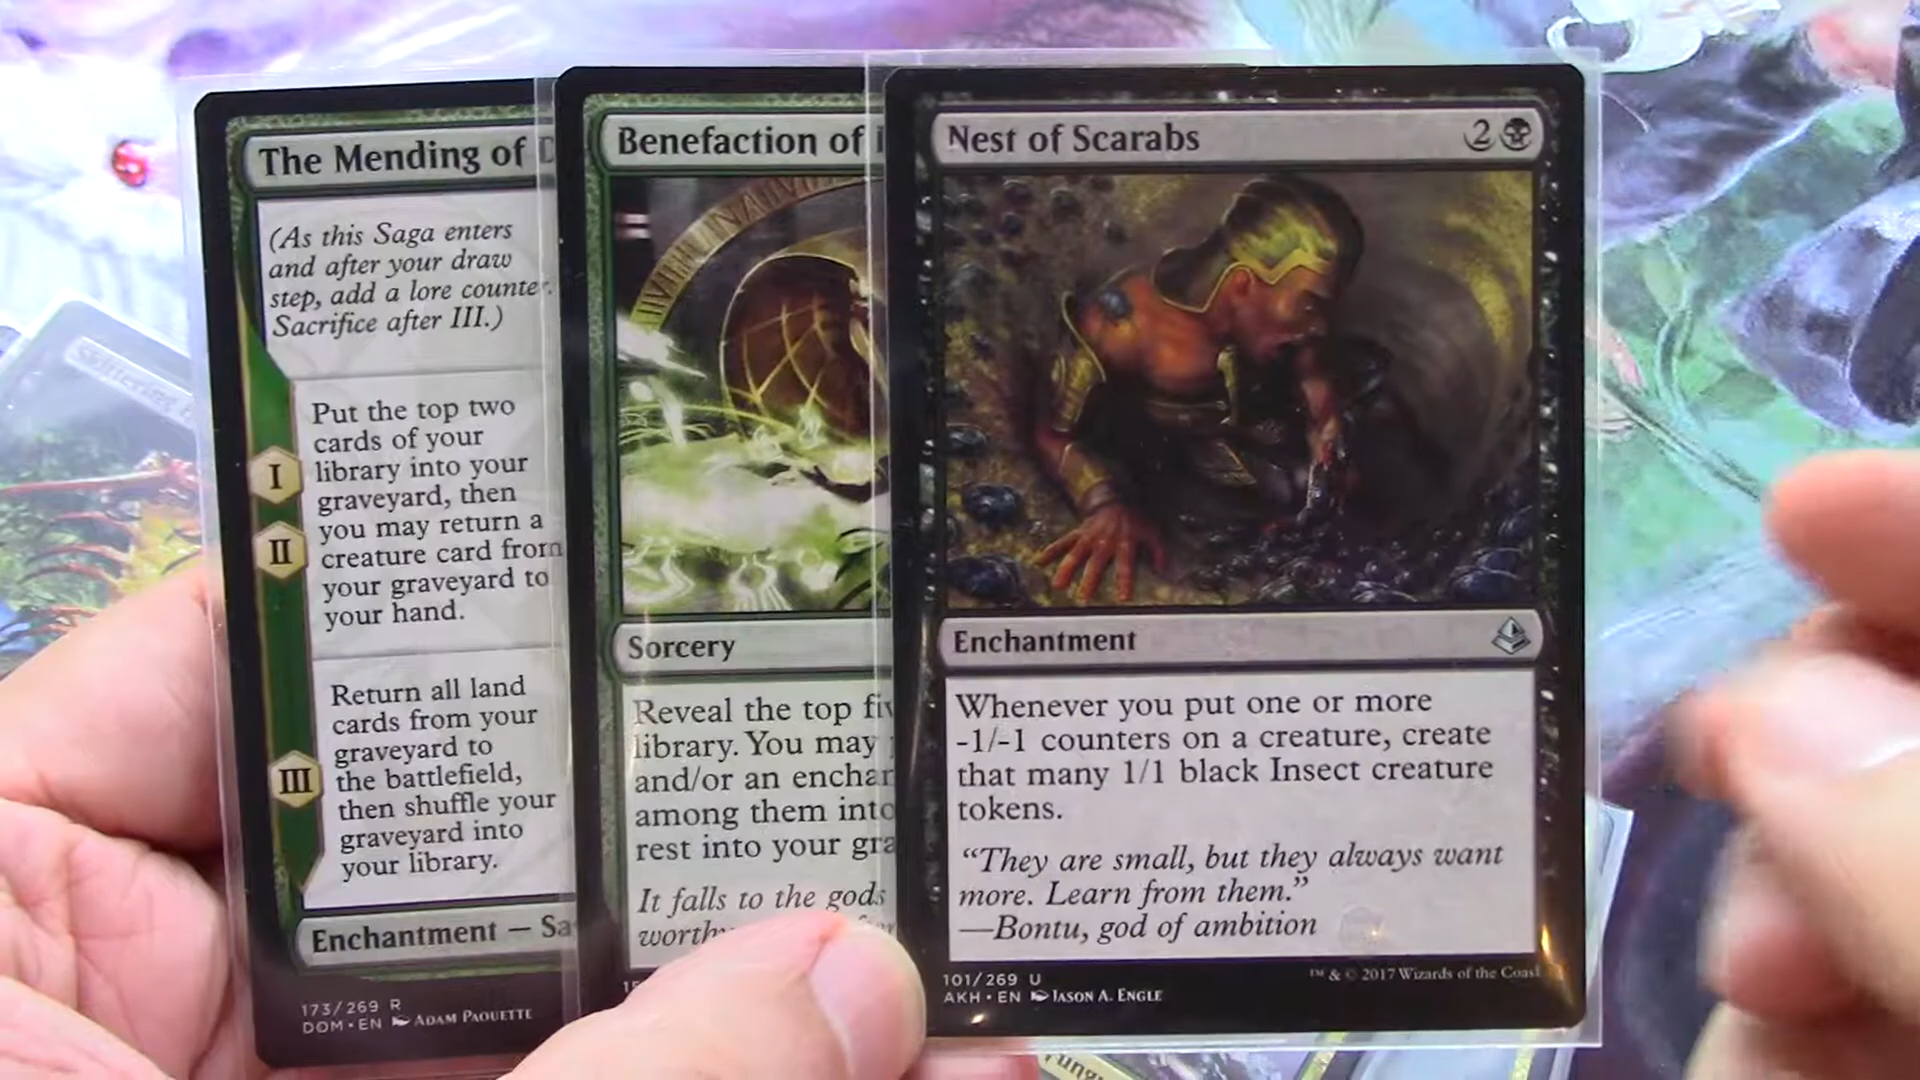 The Mending of
(As this Saga enters
and after your draw
step, add a lore counter.
Sacrifice after III.)
I
II
Put the top two
cards of your
library into your
graveyard, then
you may return a
creature card from
your graveyard to
your hand.
III
Return all land
cards from your
graveyard to
the battlefield,
then shuffle your
graveyard into
your library.
Enchantment — Sa
173/269 R
DOM • EN ADAM PAQUETTE
Benefaction of
Sorcery
Reveal the top fiv
library. You may
and/or an enchan
among them into
rest into your gra
It falls to the gods
worthy
Nest of Scarabs
2
Enchantment
Whenever you put one or more
-1/-1 counters on a creature, create
that many 1/1 black Insect creature
tokens.
“They are small, but they always want
more. Learn from them.”
—Bontu, god of ambition
101/269 U
AKH • EN JASON A. ENGLE
™ & © 2017 Wizards of the Coast